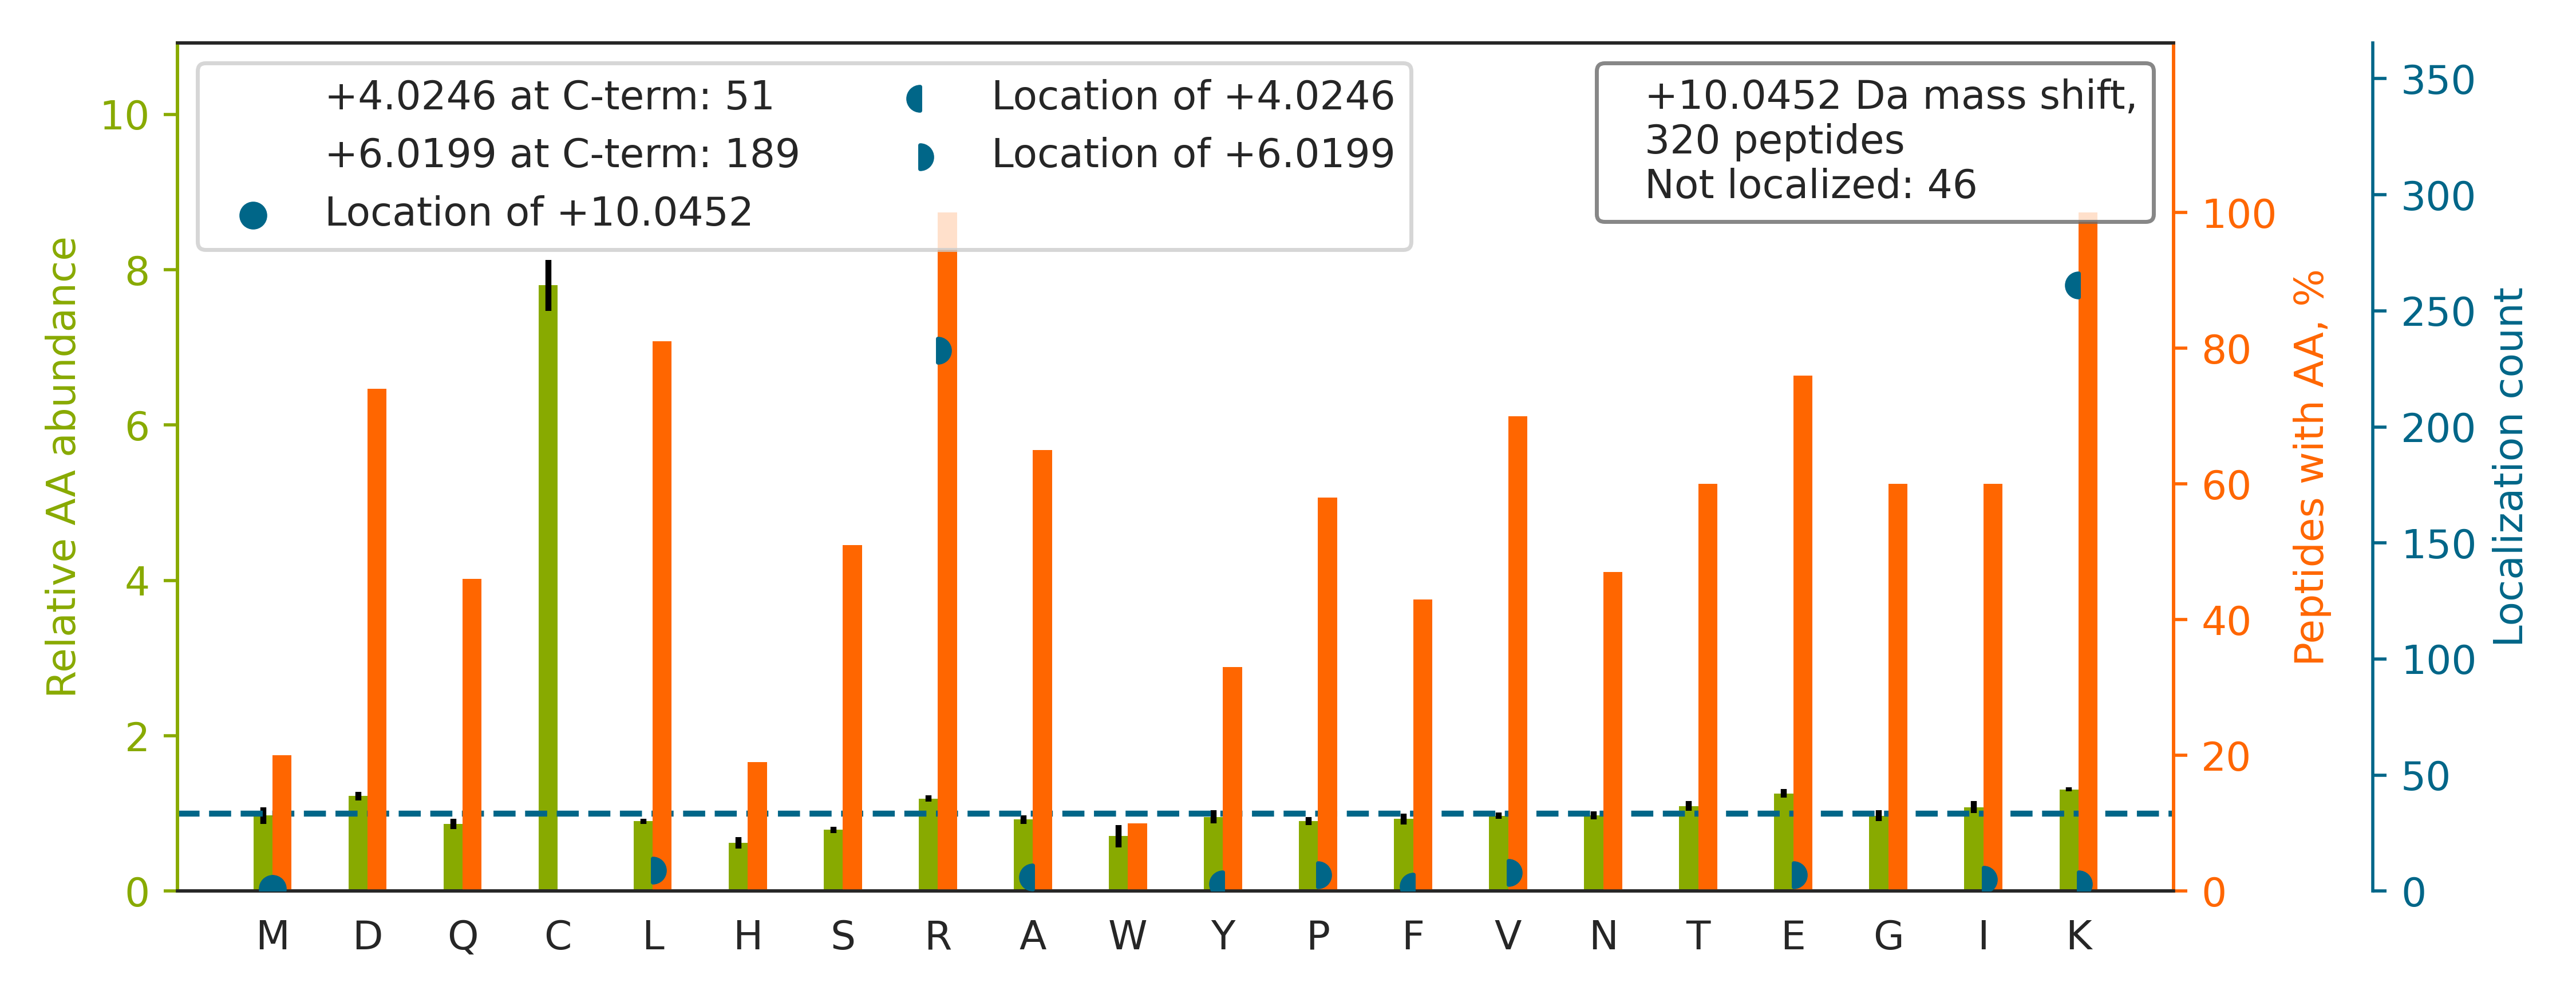 +4.0246 at C-term: 51
+6.0199 at C-term: 189
Location of +10.0452
Location of +4.0246
Location of +6.0199
+10.0452 Da mass shift,
320 peptides
Not localized: 46
Relative AA abundance
10
8
6
4
2
0
100
80
60
40
20
0
Peptides with AA, %
350
300
250
200
150
100
50
0
Localization count
M D Q C L H S R A W Y P F V N T E G I K